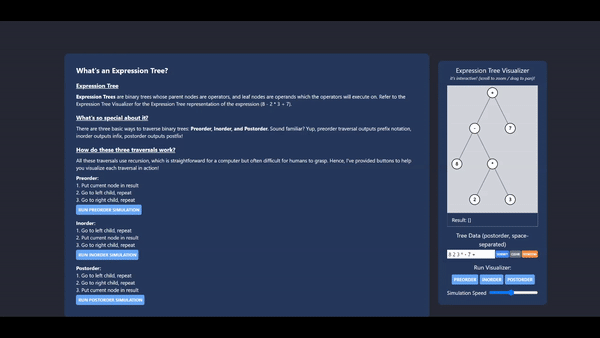 What's an Expression Tree?
Expression Tree
Expression Trees are binary trees whose parent nodes are operators, and leaf nodes are operands which the operators will execute on. Refer to the
Expression Tree Visualizer for the Expression Tree representation of the expression (8 - 2 * 3 + 7).
What's so special about it?
There are three basic ways to traverse binary trees: Preorder, Inorder, and Postorder. Sound familiar? Yup, preorder traversal outputs prefix notation,
inorder outputs infix, postorder outputs postfix!
How do these three traversals work?
All these traversals use recursion, which is straightforward for a computer but often difficult for humans to grasp. Hence, I've provided buttons to help
you visualize each traversal in action!
Preorder:
1. Put current node in result
2. Go to left child, repeat
3. Go to right child, repeat
RUN PREORDER SIMULATION
Inorder:
1. Go to left child, repeat
2. Put current node in result
3. Go to right child, repeat
RUN INORDER SIMULATION
Postorder:
1. Go to left child, repeat
2. Go to right child, repeat
3. Put current node in result
RUN POSTORDER SIMULATION
Expression Tree Visualizer
It's interactive! (scroll to zoom / drag to pan)!
+
- 7
8 *
2 3
Result: []
Tree Data (postorder, space-
separated)
8 2 3 * - 7 +
Run Visualizer:
PREORDER INORDER POSTORDER
Simulation Speed